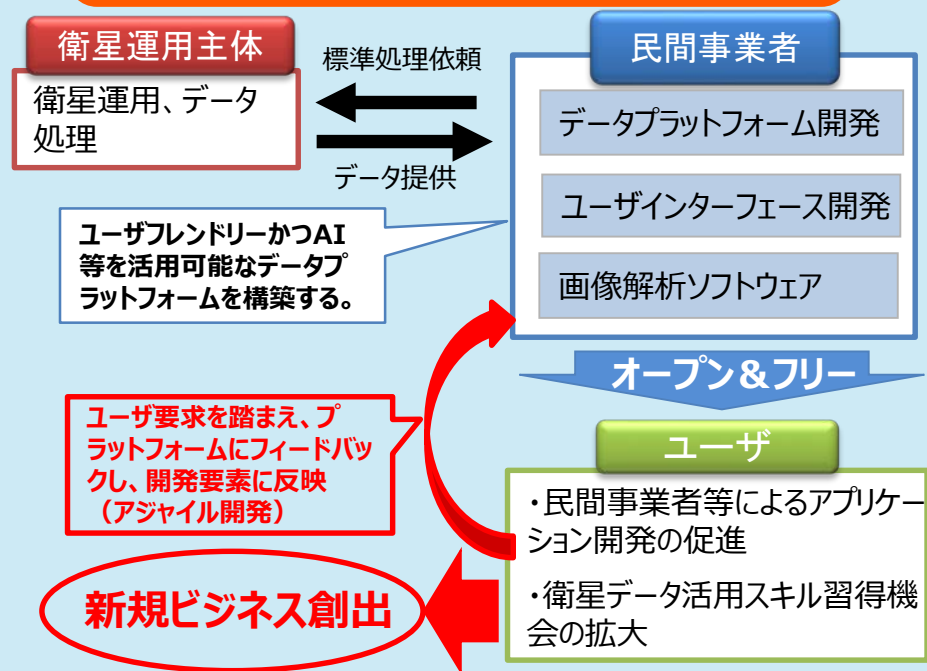 衛星運用主体
衛星運用、データ
処理
標準処理依頼
データ提供
民間事業者
データプラットフォーム開発
ユーザインターフェース開発
画像解析ソフトウェア
ユーザフレンドリーかつAI
等を活用可能なデータプ
ラットフォームを構築する。
オープン&フリー
ユーザ要求を踏まえ、プ
ラットフォームにフィードバッ
クし、開発要素に反映
（アジャイル開発）
ユーザ
・民間事業者等によるアプリケー
ション開発の促進
・衛星データ活用スキル習得機
会の拡大
新規ビジネス創出